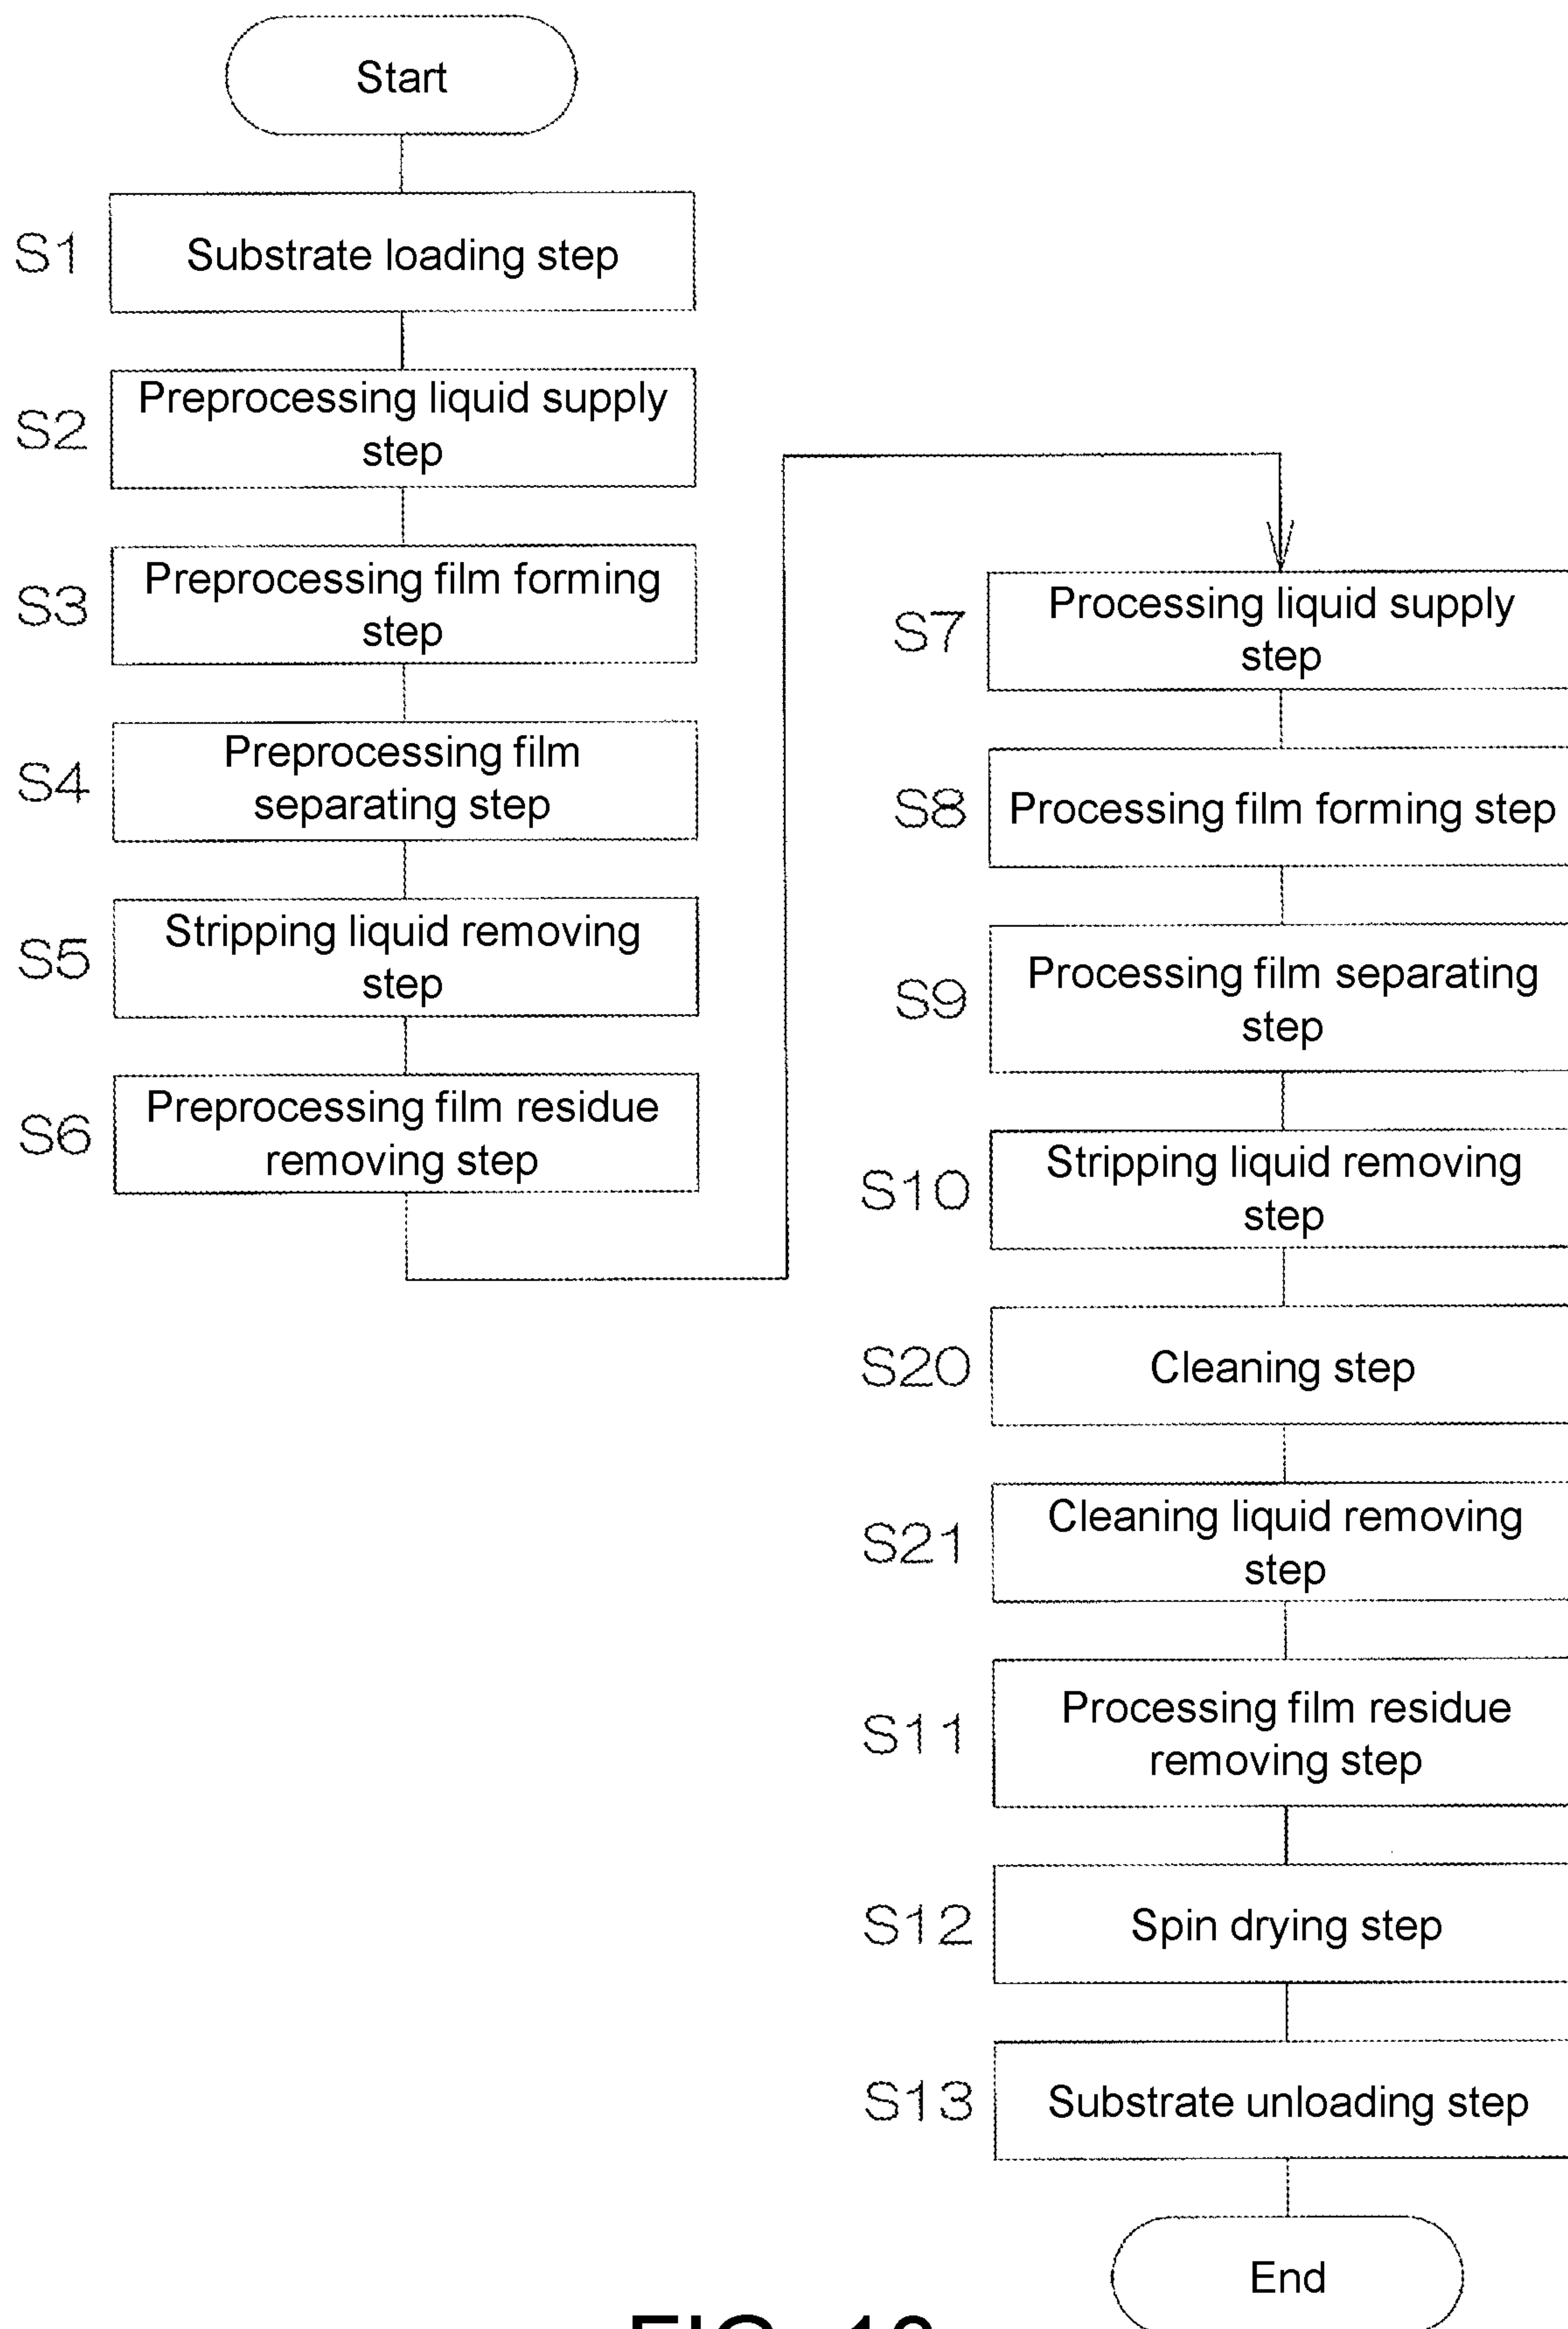 Start
S1
Substrate loading step
S2
Preprocessing liquid supply
step
S3
Preprocessing film forming
step
S4
Preprocessing film
separating step
S5
Stripping liquid removing
step
S6
Preprocessing film residue
removing step
S7
Processing liquid supply
step
S8
Processing film forming step
S9
Processing film separating
step
S10
Stripping liquid removing
step
S20
Cleaning step
S21
Cleaning liquid removing
step
S11
Processing film residue
removing step
S12
Spin drying step
S13
Substrate unloading step
End